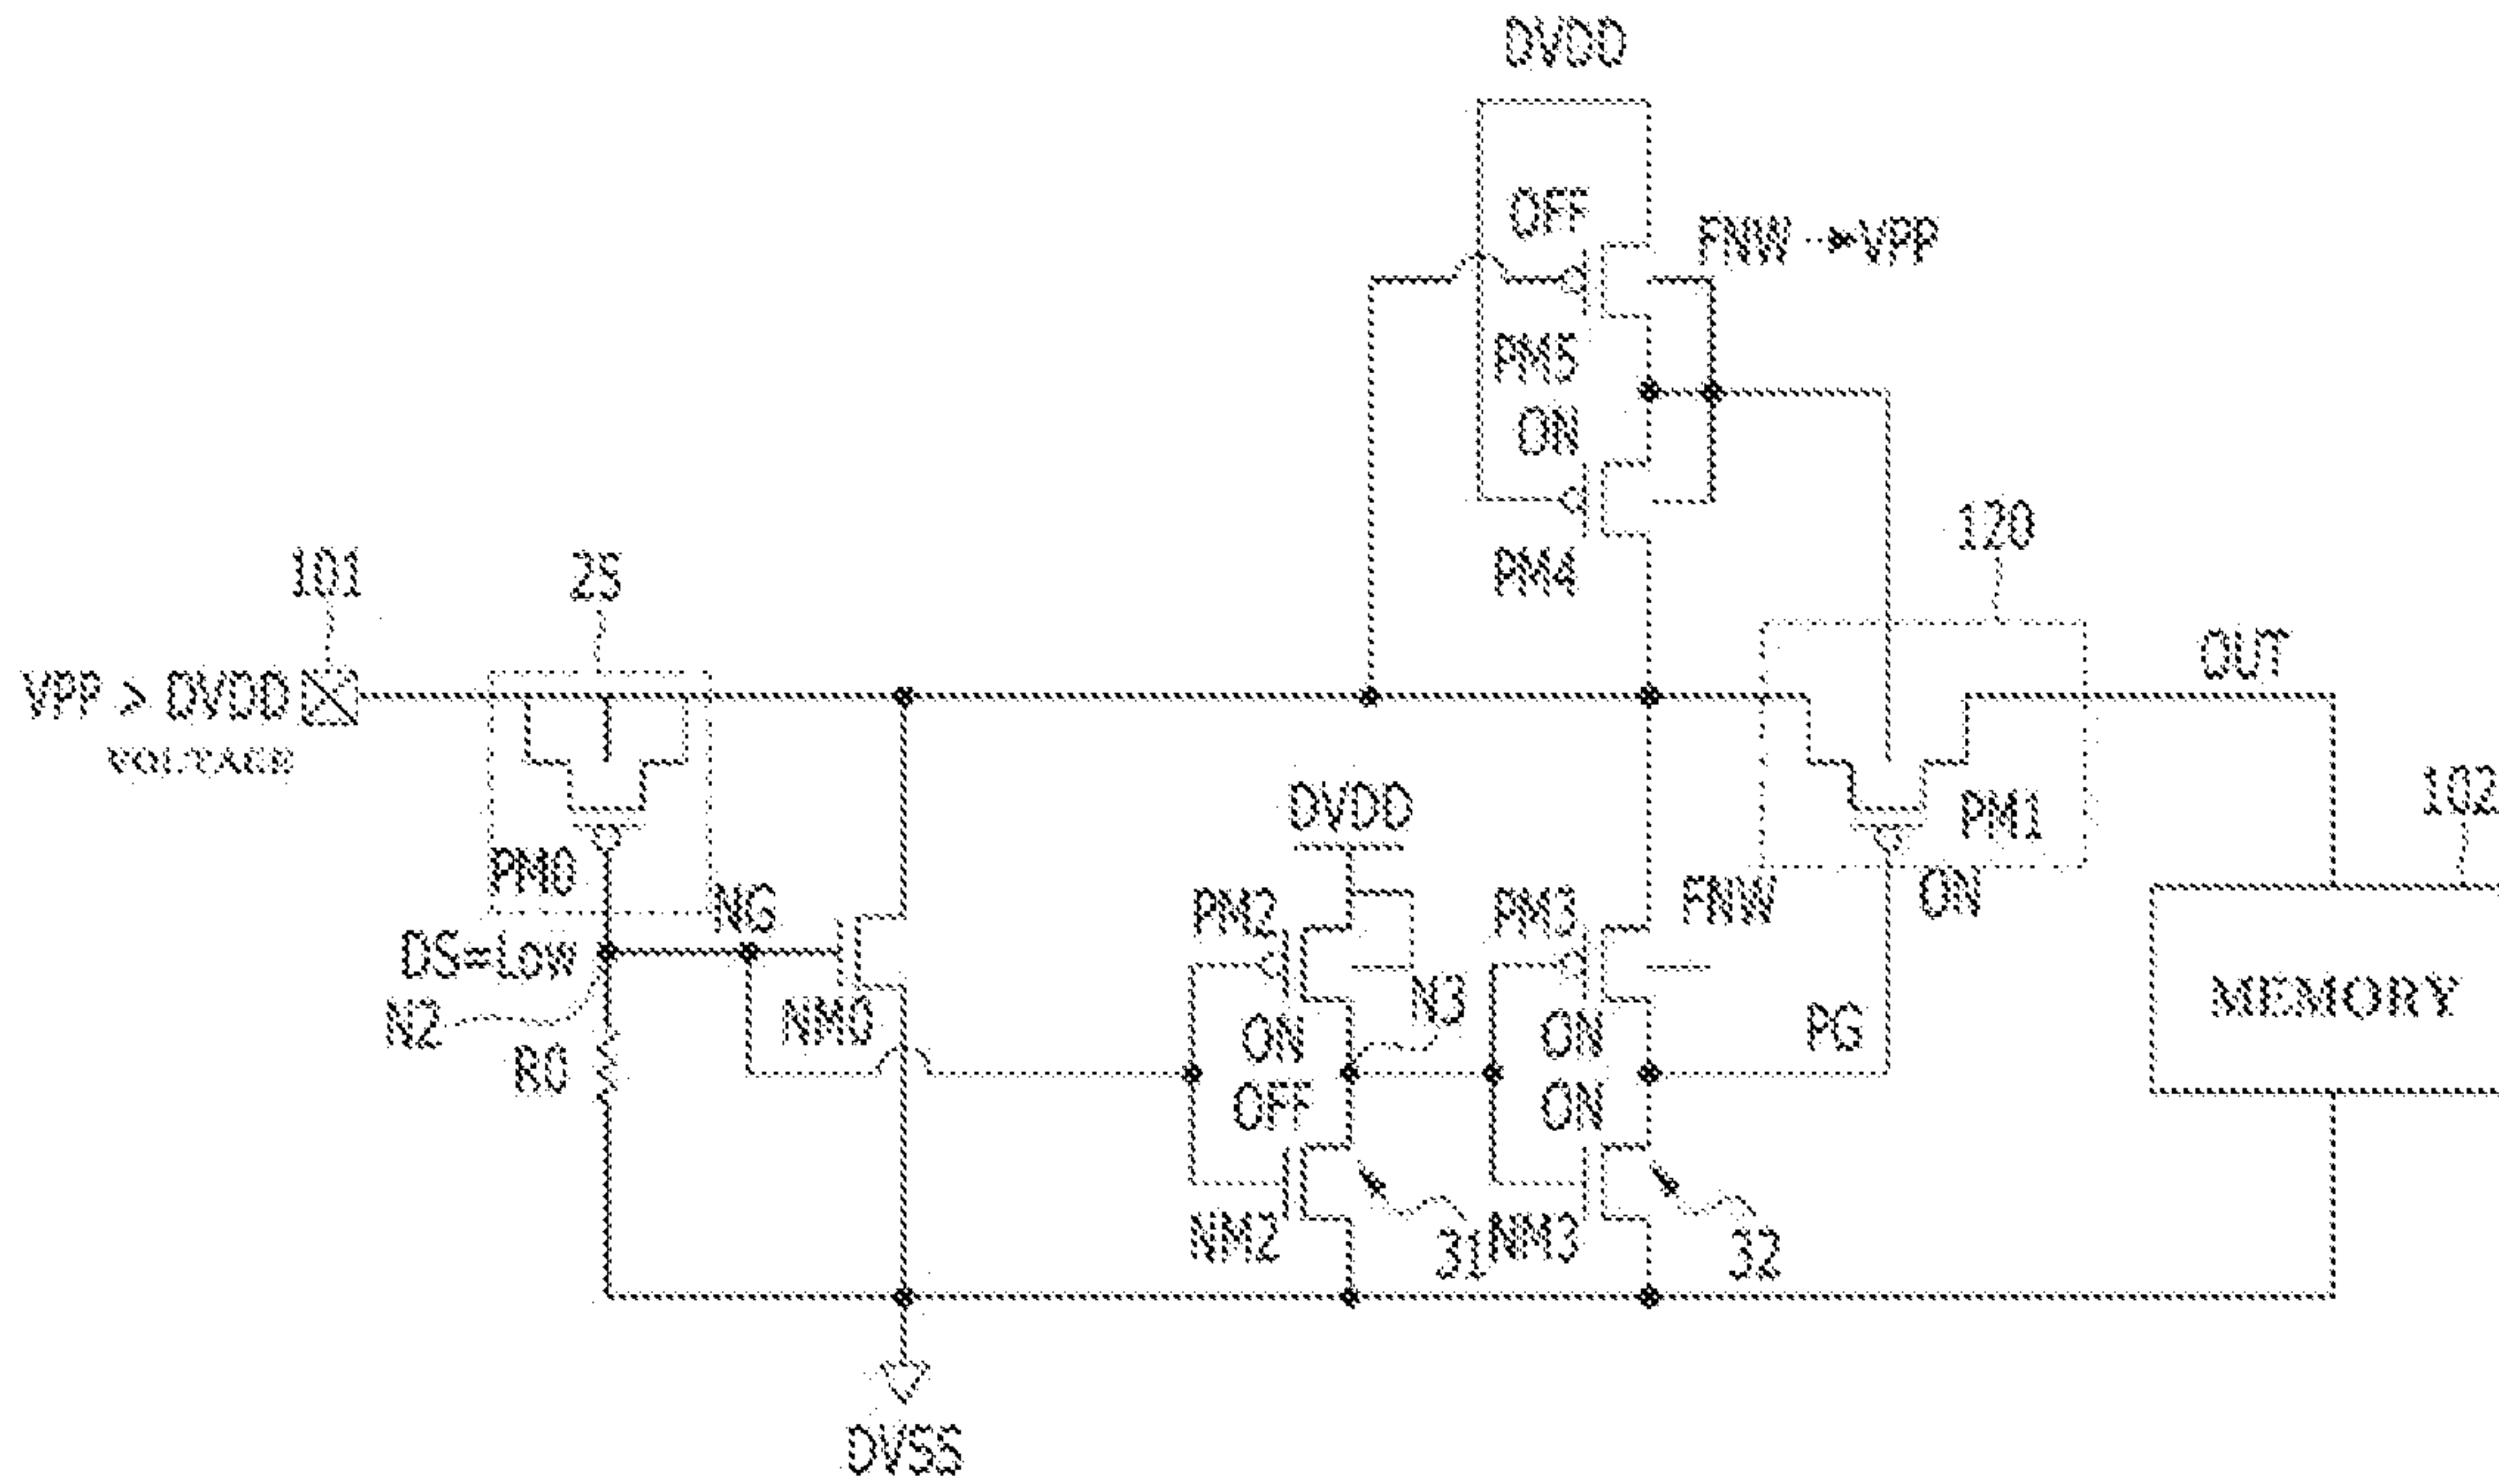 DVDD
OFF
FNW → VPP
PM5
ON
PM4
120
101
25
OUT
VPP > DVDD
VOLTAGE
102
DVDD
PM1
PM0
NG
PM2
PM3
FNW
ON
DS=Low
N2
NM0
N3
PG
MEMORY
R0
ON
ON
OFF
ON
NM2
31
NM3
32
DVSS